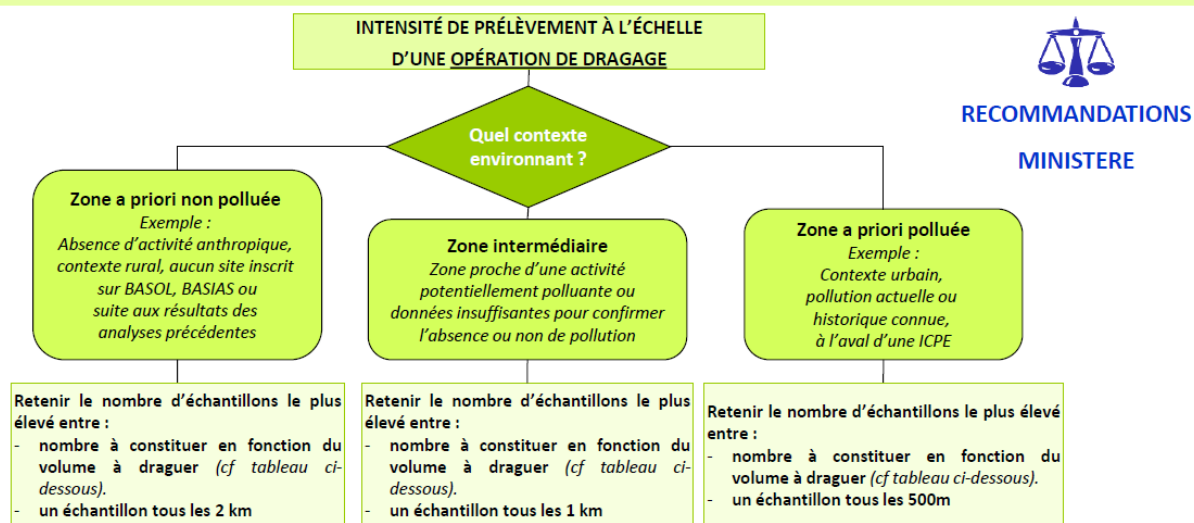 INTENSITÉ DE PRÉLÈVEMENT À L'ÉCHELLE
D'UNE OPÉRATION DE DRAGAGE
RECOMMANDATIONS
MINISTERE
Quel contexte
environnant ?
Zone a priori non polluée
Exemple :
Absence d'activité anthropique,
contexte rural, aucun site inscrit
sur BASOL, BASIAS ou
suite aux résultats des
analyses précédentes
Zone intermédiaire
Zone proche d'une activité
potentiellement polluante ou
données insuffisantes pour confirmer
l'absence ou non de pollution
Zone a priori polluée
Exemple :
Contexte urbain,
pollution actuelle ou
historique connue,
à l'aval d'une ICPE
Retenir le nombre d'échantillons le plus
élevé entre :
- nombre à constituer en fonction du
volume à draguer (cf tableau ci-
dessous).
- un échantillon tous les 2 km
Retenir le nombre d'échantillons le plus
élevé entre :
- nombre à constituer en fonction du
volume à draguer (cf tableau ci-
dessous).
- un échantillon tous les 1 km
Retenir le nombre d'échantillons le plus élevé
entre :
- nombre à constituer en fonction du
volume à draguer (cf tableau ci-dessous).
- un échantillon tous les 500m